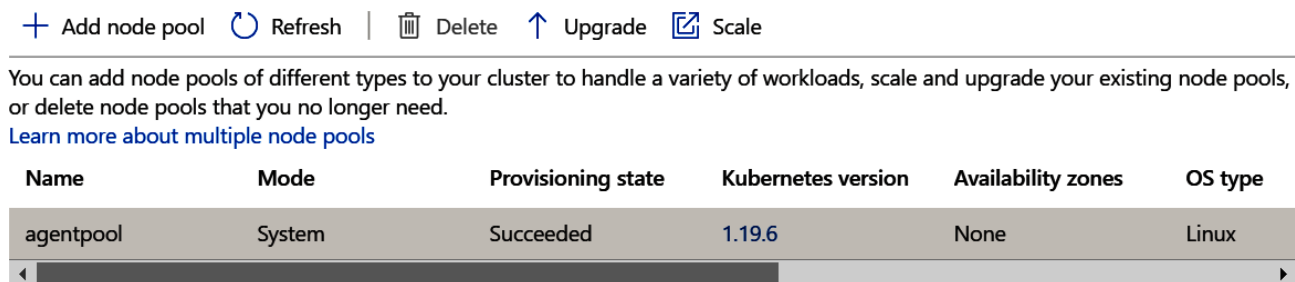 Add node pool Refresh Delete Upgrade Scale
You can add node pools of different types to your cluster to handle a variety of workloads, scale and upgrade your existing node pools,
or delete node pools that you no longer need.
Learn more about multiple node pools
Name Mode Provisioning state Kubernetes version Availability zones OS type
agentpool System Succeeded 1.19.6 None Linux